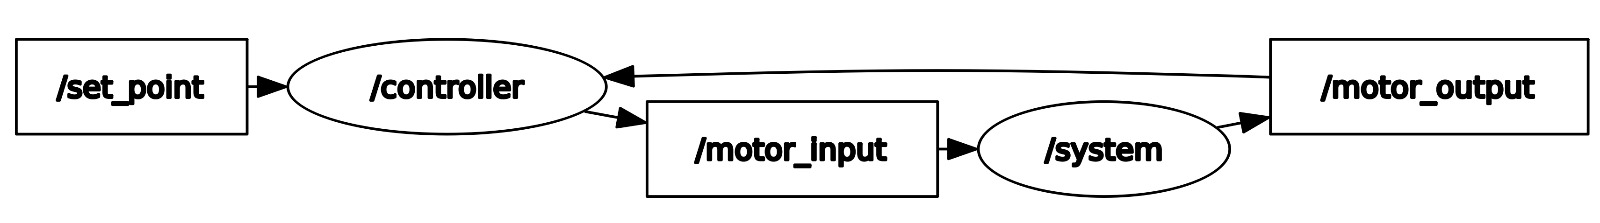 /set_point
/controller
/motor_input
/system
/motor_output